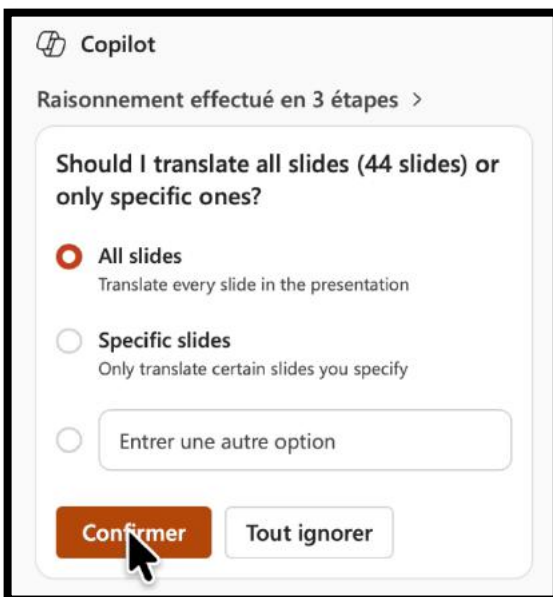 Copilot
Raisonnement effectué en 3 étapes >
Should I translate all slides (44 slides) or
only specific ones?
All slides
Translate every slide in the presentation
Specific slides
Only translate certain slides you specify
Entrer une autre option
Confirmer Tout ignorer